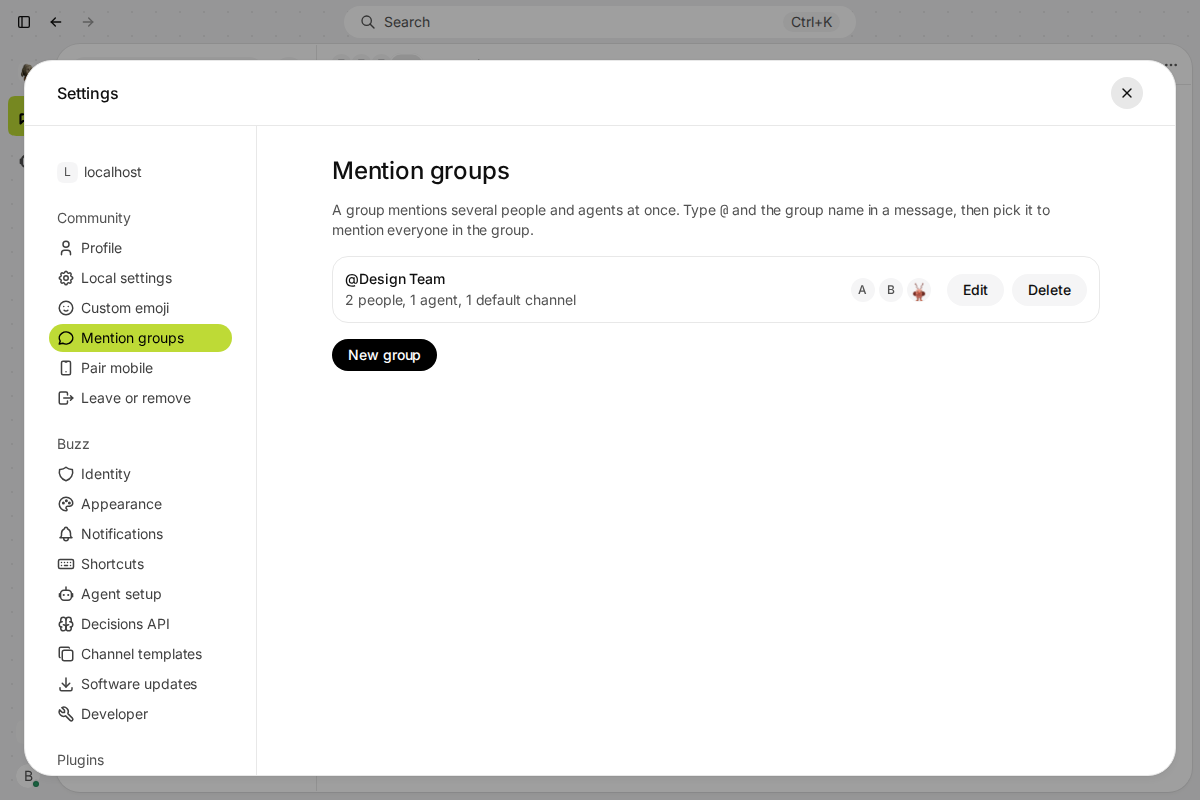 Search
Ctrl+K
Settings
L localhost
Community
Profile
Local settings
Custom emoji
Mention groups
Pair mobile
Leave or remove
Buzz
Identity
Appearance
Notifications
Shortcuts
Agent setup
Decisions API
Channel templates
Software updates
Developer
Plugins
B
Mention groups
A group mentions several people and agents at once. Type @ and the group name in a message, then pick it to
mention everyone in the group.
@Design Team
2 people, 1 agent, 1 default channel
A B
Edit
Delete
New group